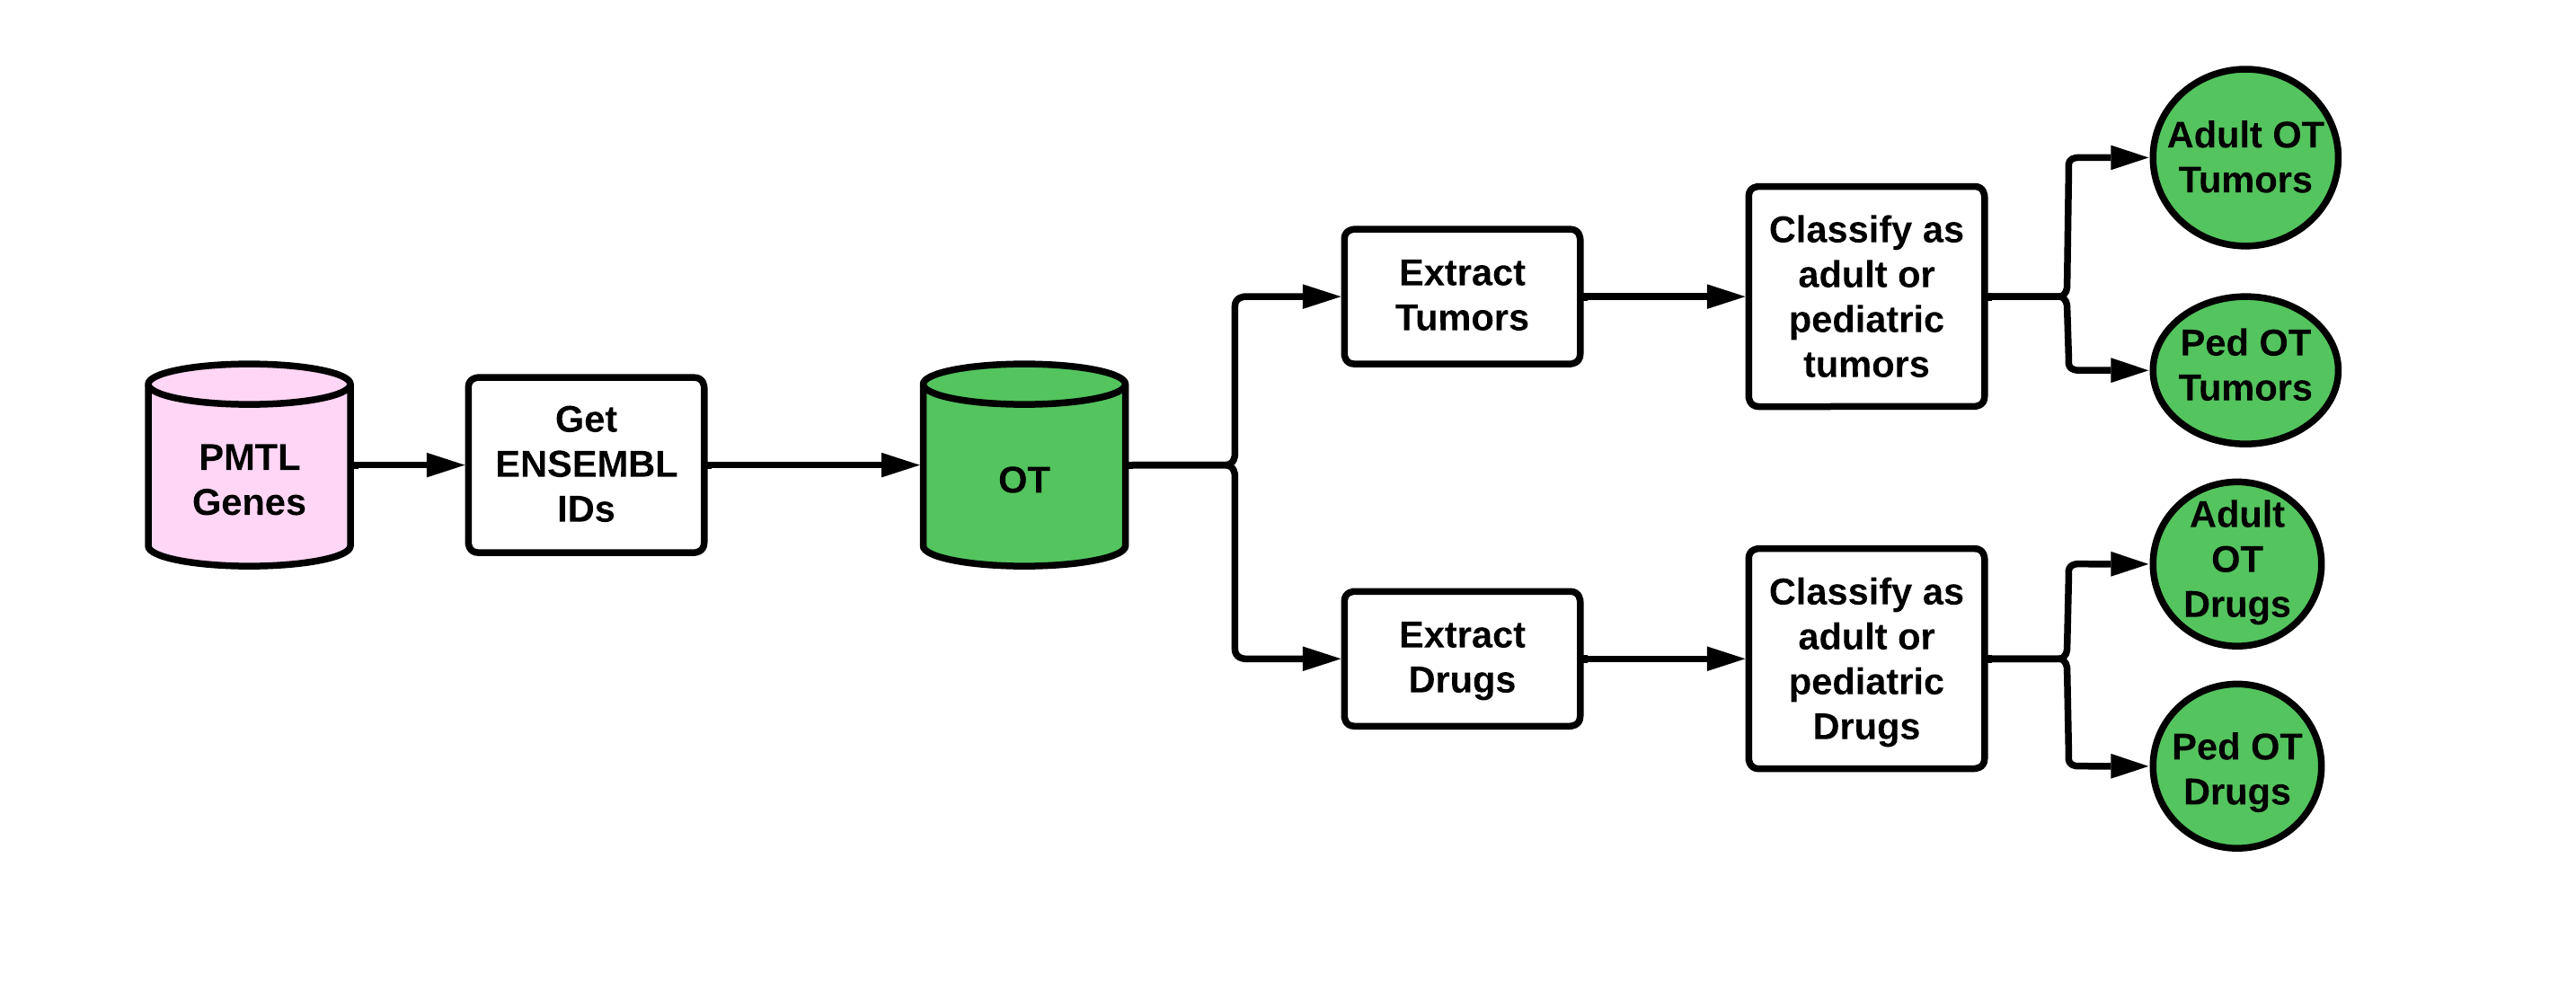 PMTL
Genes
Get
ENSEMBL
IDs
OT
Extract
Tumors
Classify as
adult or
pediatric
tumors
Adult OT
Tumors
Ped OT
Tumors
Extract
Drugs
Classify as
adult or
pediatric
Drugs
Adult
OT
Drugs
Ped OT
Drugs